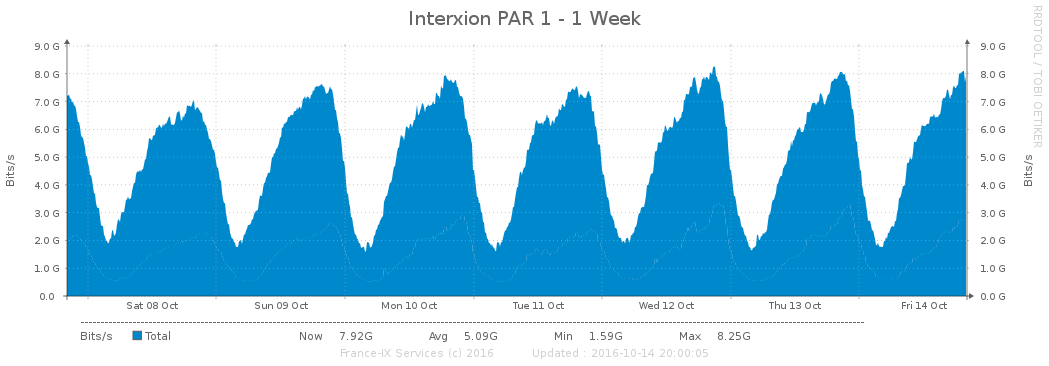 Interxion PAR 1 - 1 Week
RRDTOOL / TOBI OETIKER
Bits/s
9.0 G
8.0 G
7.0 G
6.0 G
5.0 G
4.0 G
3.0 G
2.0 G
1.0 G
0.0
9.0 G
8.0 G
7.0 G
6.0 G
5.0 G
4.0 G
3.0 G
2.0 G
1.0 G
0.0 G
Bits/s
Sat 08 Oct Sun 09 Oct Mon 10 Oct Tue 11 Oct Wed 12 Oct Thu 13 Oct Fri 14 Oct
Bits/s Total Now 7.92G Avg 5.09G Min 1.59G Max 8.25G
France-IX Services (c) 2016 Updated : 2016-10-14 20:00:05